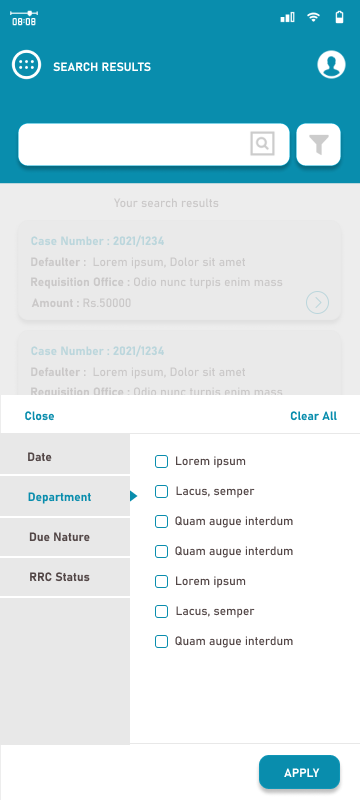 08:08
SEARCH RESULTS
Your search results
Case Number : 2021/1234
Defaulter : Lorem ipsum, Dolor sit amet
Requisition Office : Odio nunc turpis enim mass
Amount : Rs.50000
Case Number : 2021/1234
Defaulter : Lorem ipsum, Dolor sit amet
Requisition Office : Odio nunc turpis enim mass
Close
Clear All
Date
Department
Due Nature
RRC Status
Lorem ipsum
Lacus, semper
Quam augue interdum
Quam augue interdum
Lorem ipsum
Lacus, semper
Quam augue interdum
APPLY